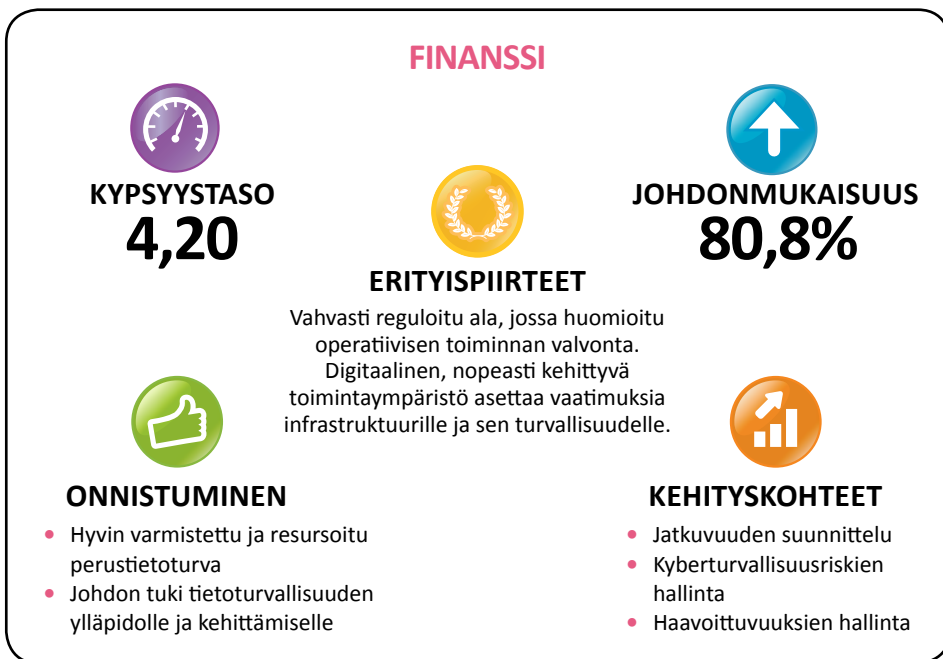 FINANSSI
KYPSYYSTASO
4,20
JOHDONMUKAISUUS
80,8%
ERITYISPIIRTEET
Vahvasti reguloitu ala, jossa huomioitu
operatiivisen toiminnan valvonta.
Digitaalinen, nopeasti kehittyvä
toimintaympäristö asettaa vaatimuksia
infrastruktuurille ja sen turvallisuudelle.
ONNISTUMINEN
• Hyvin varmistettu ja resursoitu
perustietoturva
• Johdon tuki tietoturvallisuuden
ylläpidolle ja kehittämiselle
KEHITYSKOHTEET
• Jatkuvuuden suunnittelu
• Kyberturvallisuusriskien
hallinta
• Haavoittuvuuksien hallinta